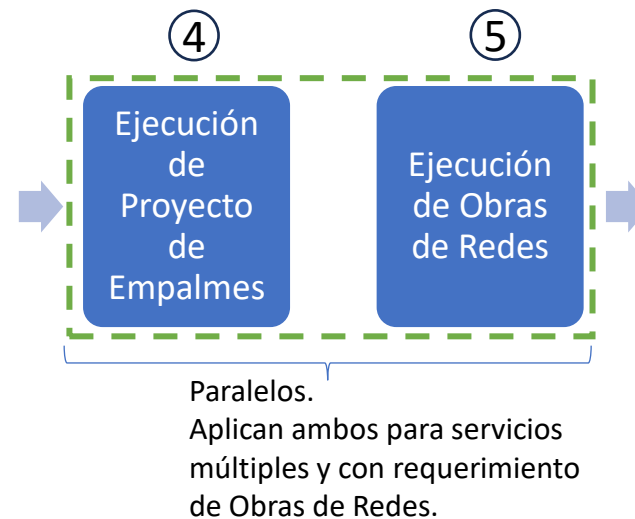 ④
⑤
Ejecución
de
Proyecto
de
Empalmes
Ejecución
de Obras
de Redes
Paralelos.
Aplican ambos para servicios
múltiples y con requerimiento
de Obras de Redes.